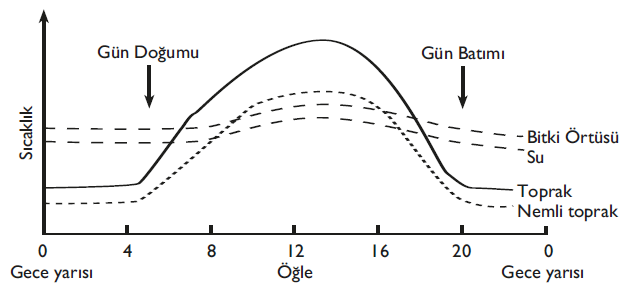 Gün Doğumu
Gün Batımı
Sıcaklık
Bitki Örtüsü
Su
Toprak
Nemli toprak
0 4 8 12 16 20 0
Gece yarısı Öğle Gece yarısı